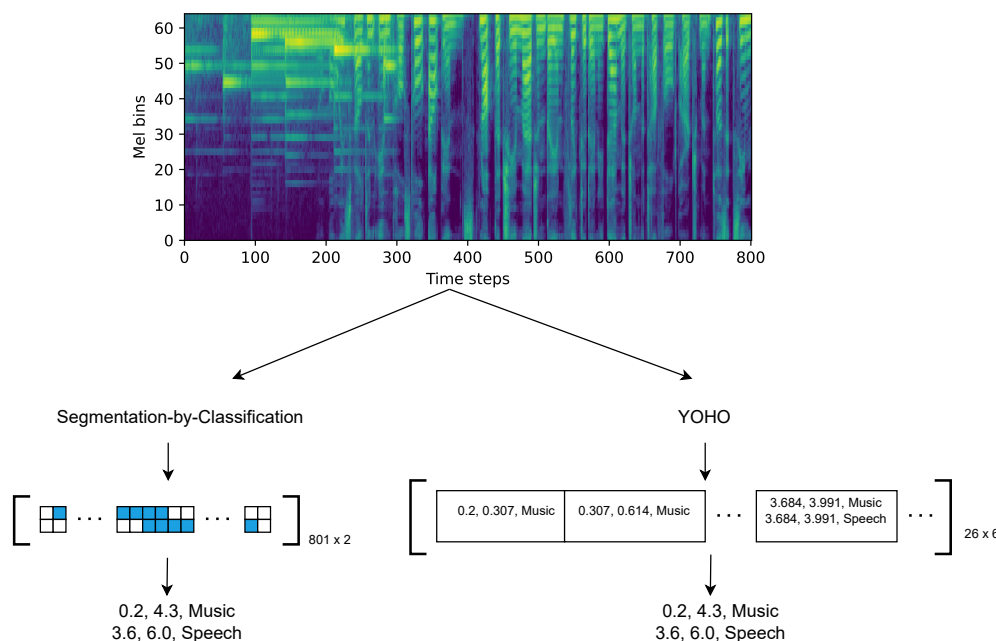 60
50
40
30
20
10
0
Mel bins
0 100 200 300 400 500 600 700 800
Time steps
Segmentation-by-Classification
YOHO
801 x 2
0.2, 0.307, Music
0.307, 0.614, Music
3.684, 3.991, Music
3.684, 3.991, Speech
26 x 6
0.2, 4.3, Music
3.6, 6.0, Speech
0.2, 4.3, Music
3.6, 6.0, Speech